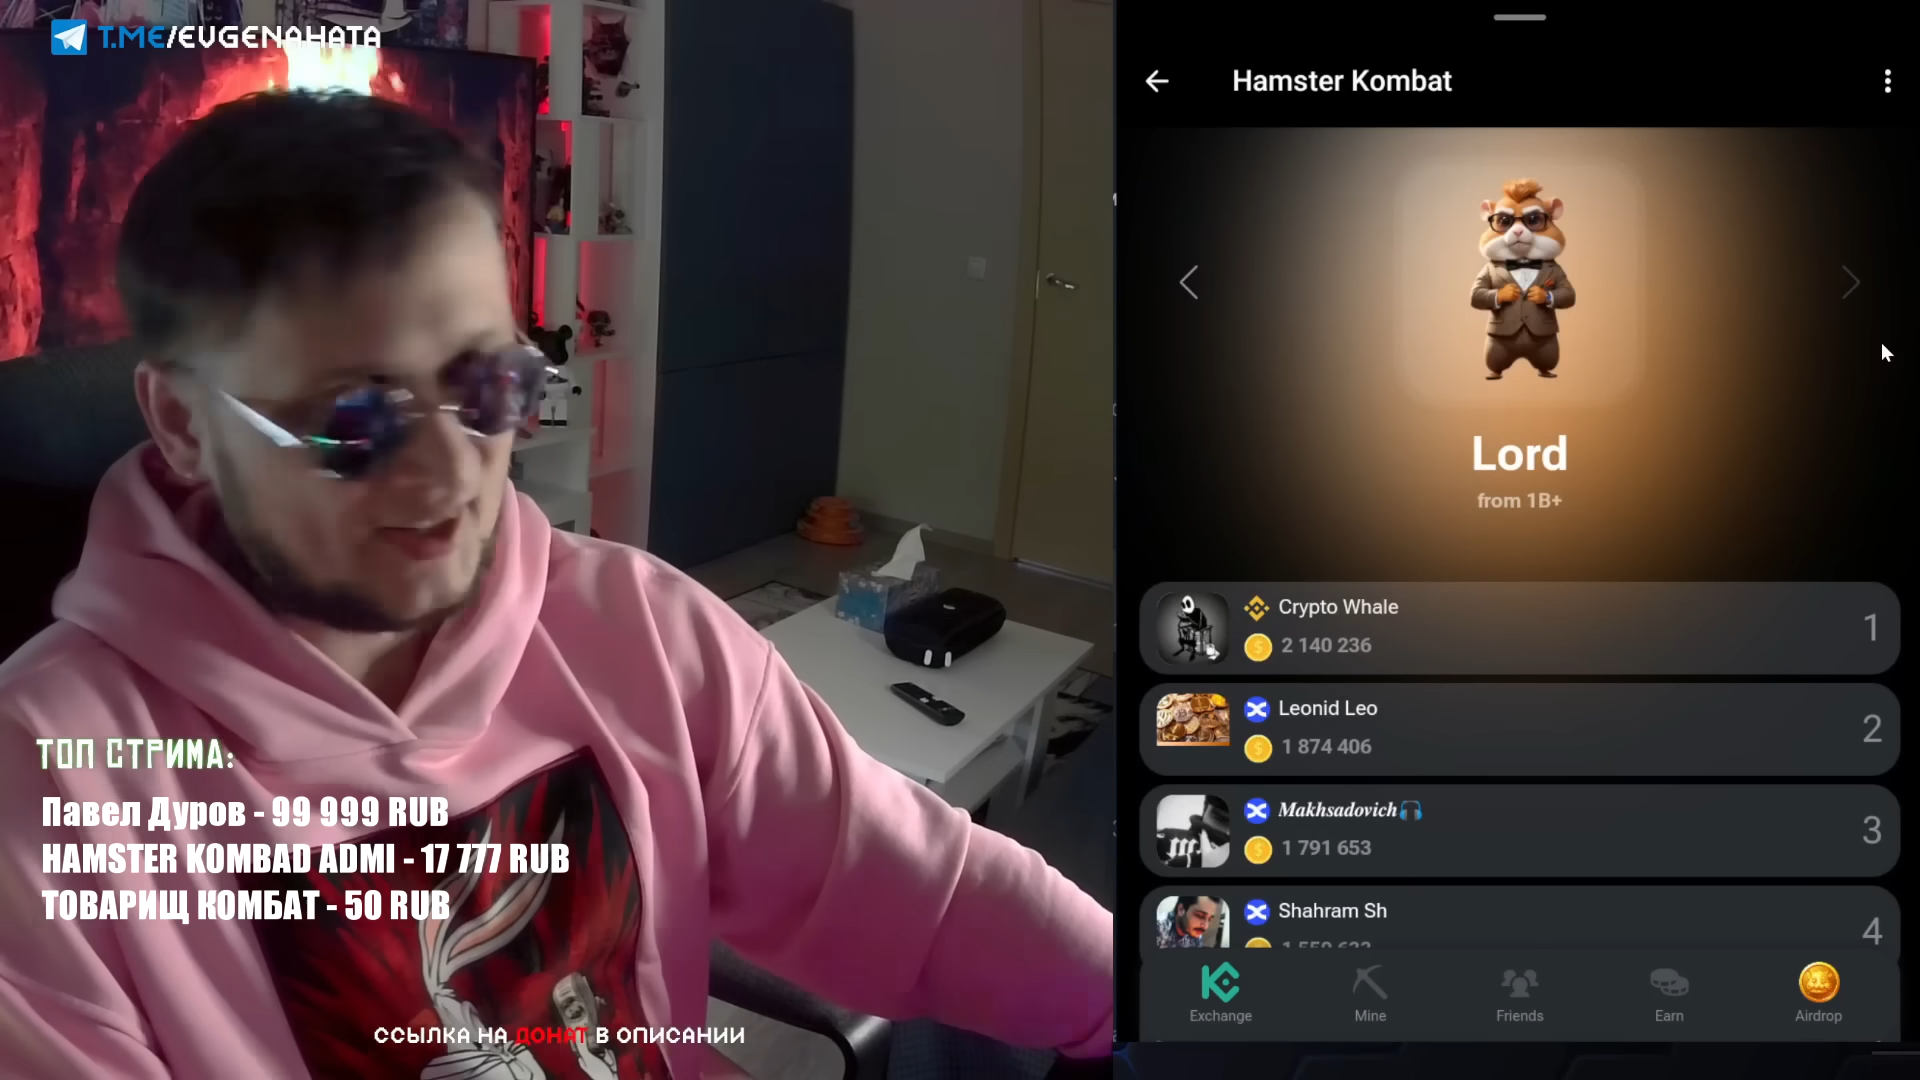 T.ME/EVGENAHATA
ТОП СТРИМА:
Павел Дуров - 99 999 RUB
HAMSTER KOMBAD ADMI - 17 777 RUB
ТОВАРИЩ КОМБАТ - 50 RUB
ССЫЛКА НА ДОНАТ В ОПИСАНИИ
Hamster Kombat
Lord
from 1B+
Crypto Whale
2 140 236
1
Leonid Leo
1 874 406
2
Makhsadovich
1 791 653
3
Shahram Sh
4
Exchange
Mine
Friends
Earn
Airdrop